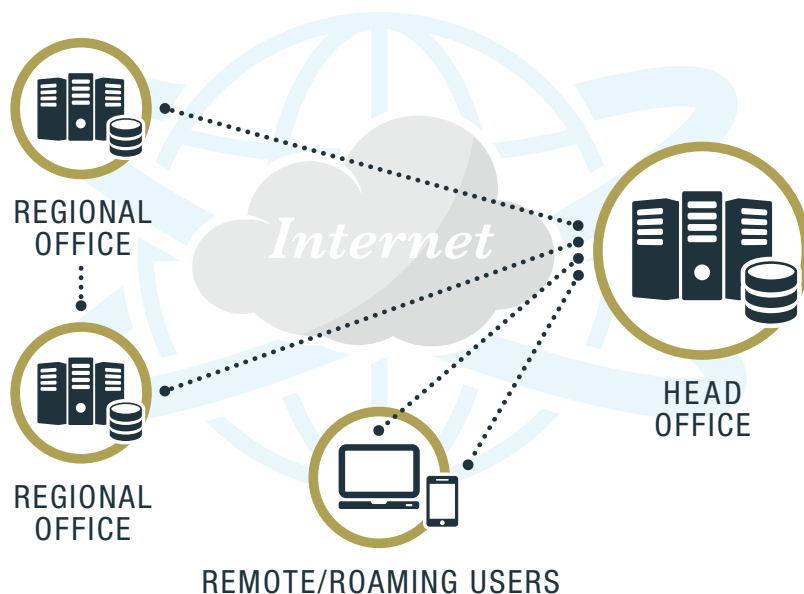 REGIONAL
OFFICE
Internet
HEAD
OFFICE
REGIONAL
OFFICE
REMOTE/ROAMING USERS